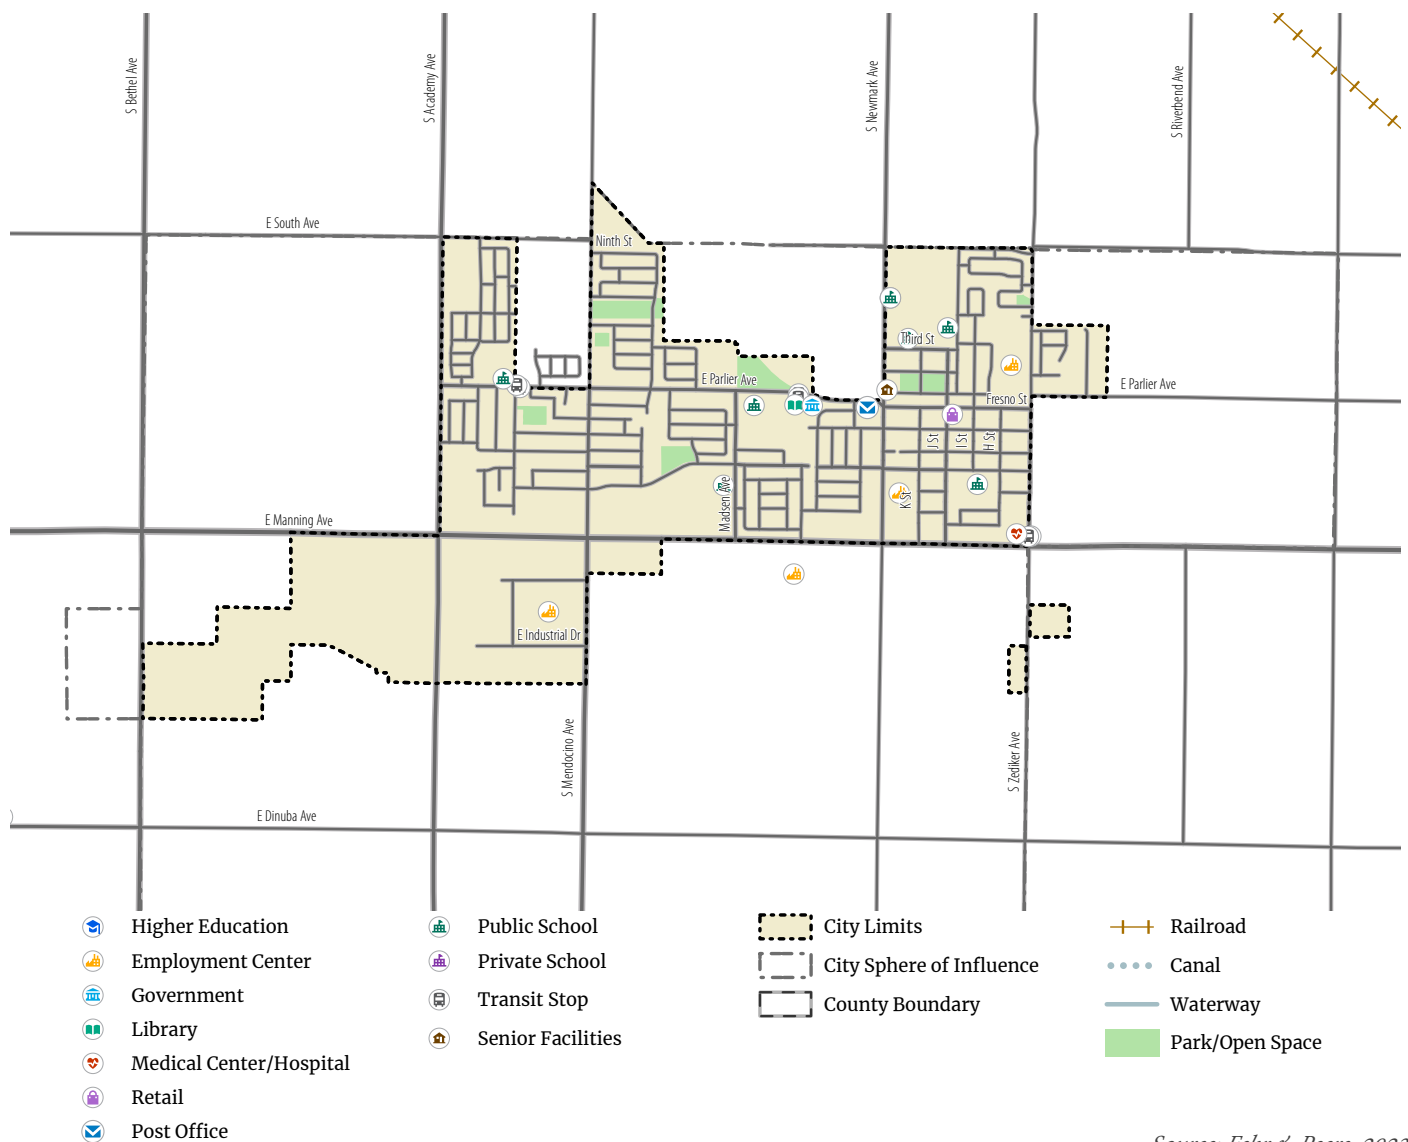 S Bethel Ave
S Academy Ave
S Newmark Ave
S Riverbend Ave
E South Ave
Ninth St
Third St
E Parlier Ave
E Parlier Ave
Fresno St
J St
I St
H St
K St
Madsen Ave
E Manning Ave
E Industrial Dr
S Mendocino Ave
S Zediker Ave
E Dinuba Ave
Higher Education
Employment Center
Government
Library
Medical Center/Hospital
Retail
Post Office
Public School
Private School
Transit Stop
Senior Facilities
City Limits
City Sphere of Influence
County Boundary
Railroad
Canal
Waterway
Park/Open Space